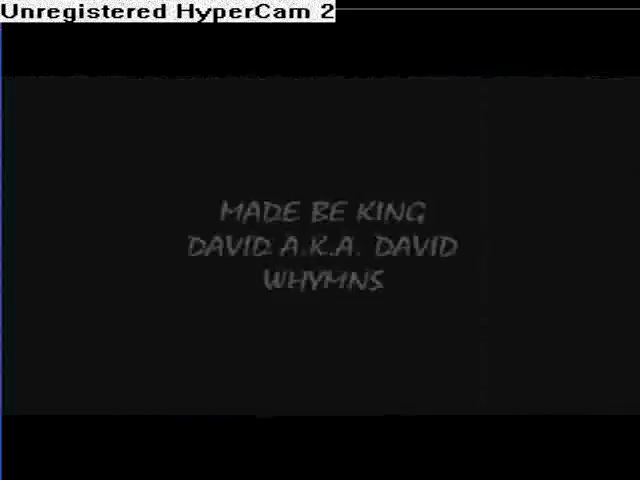 Unregistered HyperCam 2
MADE BE KING
DAVID A.K.A. DAVID
WHYMNS